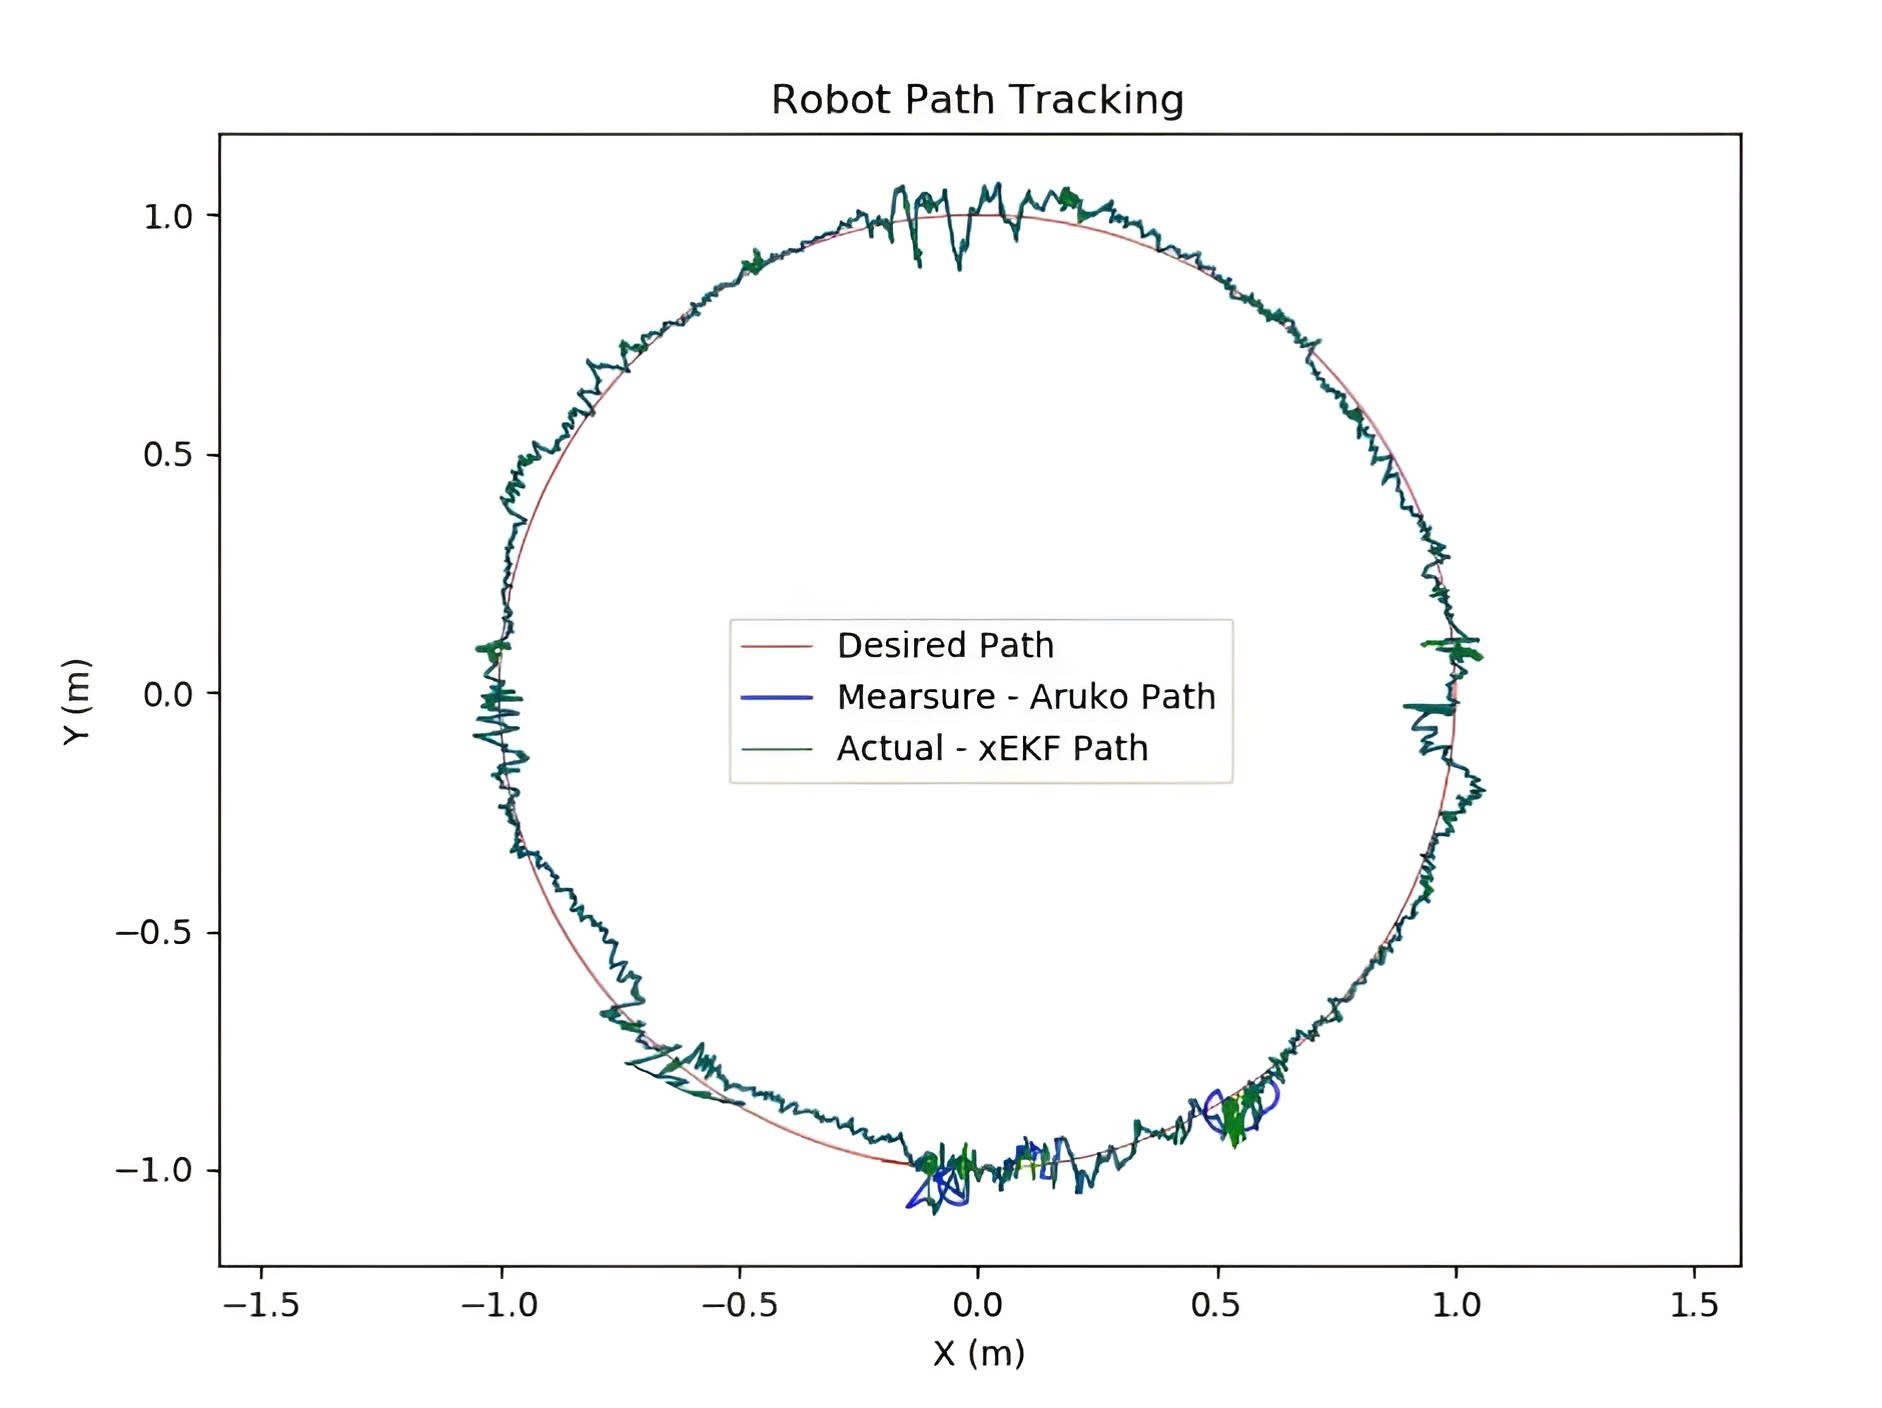 Robot Path Tracking
1.0
0.5
0.0
−0.5
−1.0
Y (m)
Desired Path
Mearsure - Aruko Path
Actual - xEKF Path
−1.5 −1.0 −0.5 0.0 0.5 1.0 1.5
X (m)